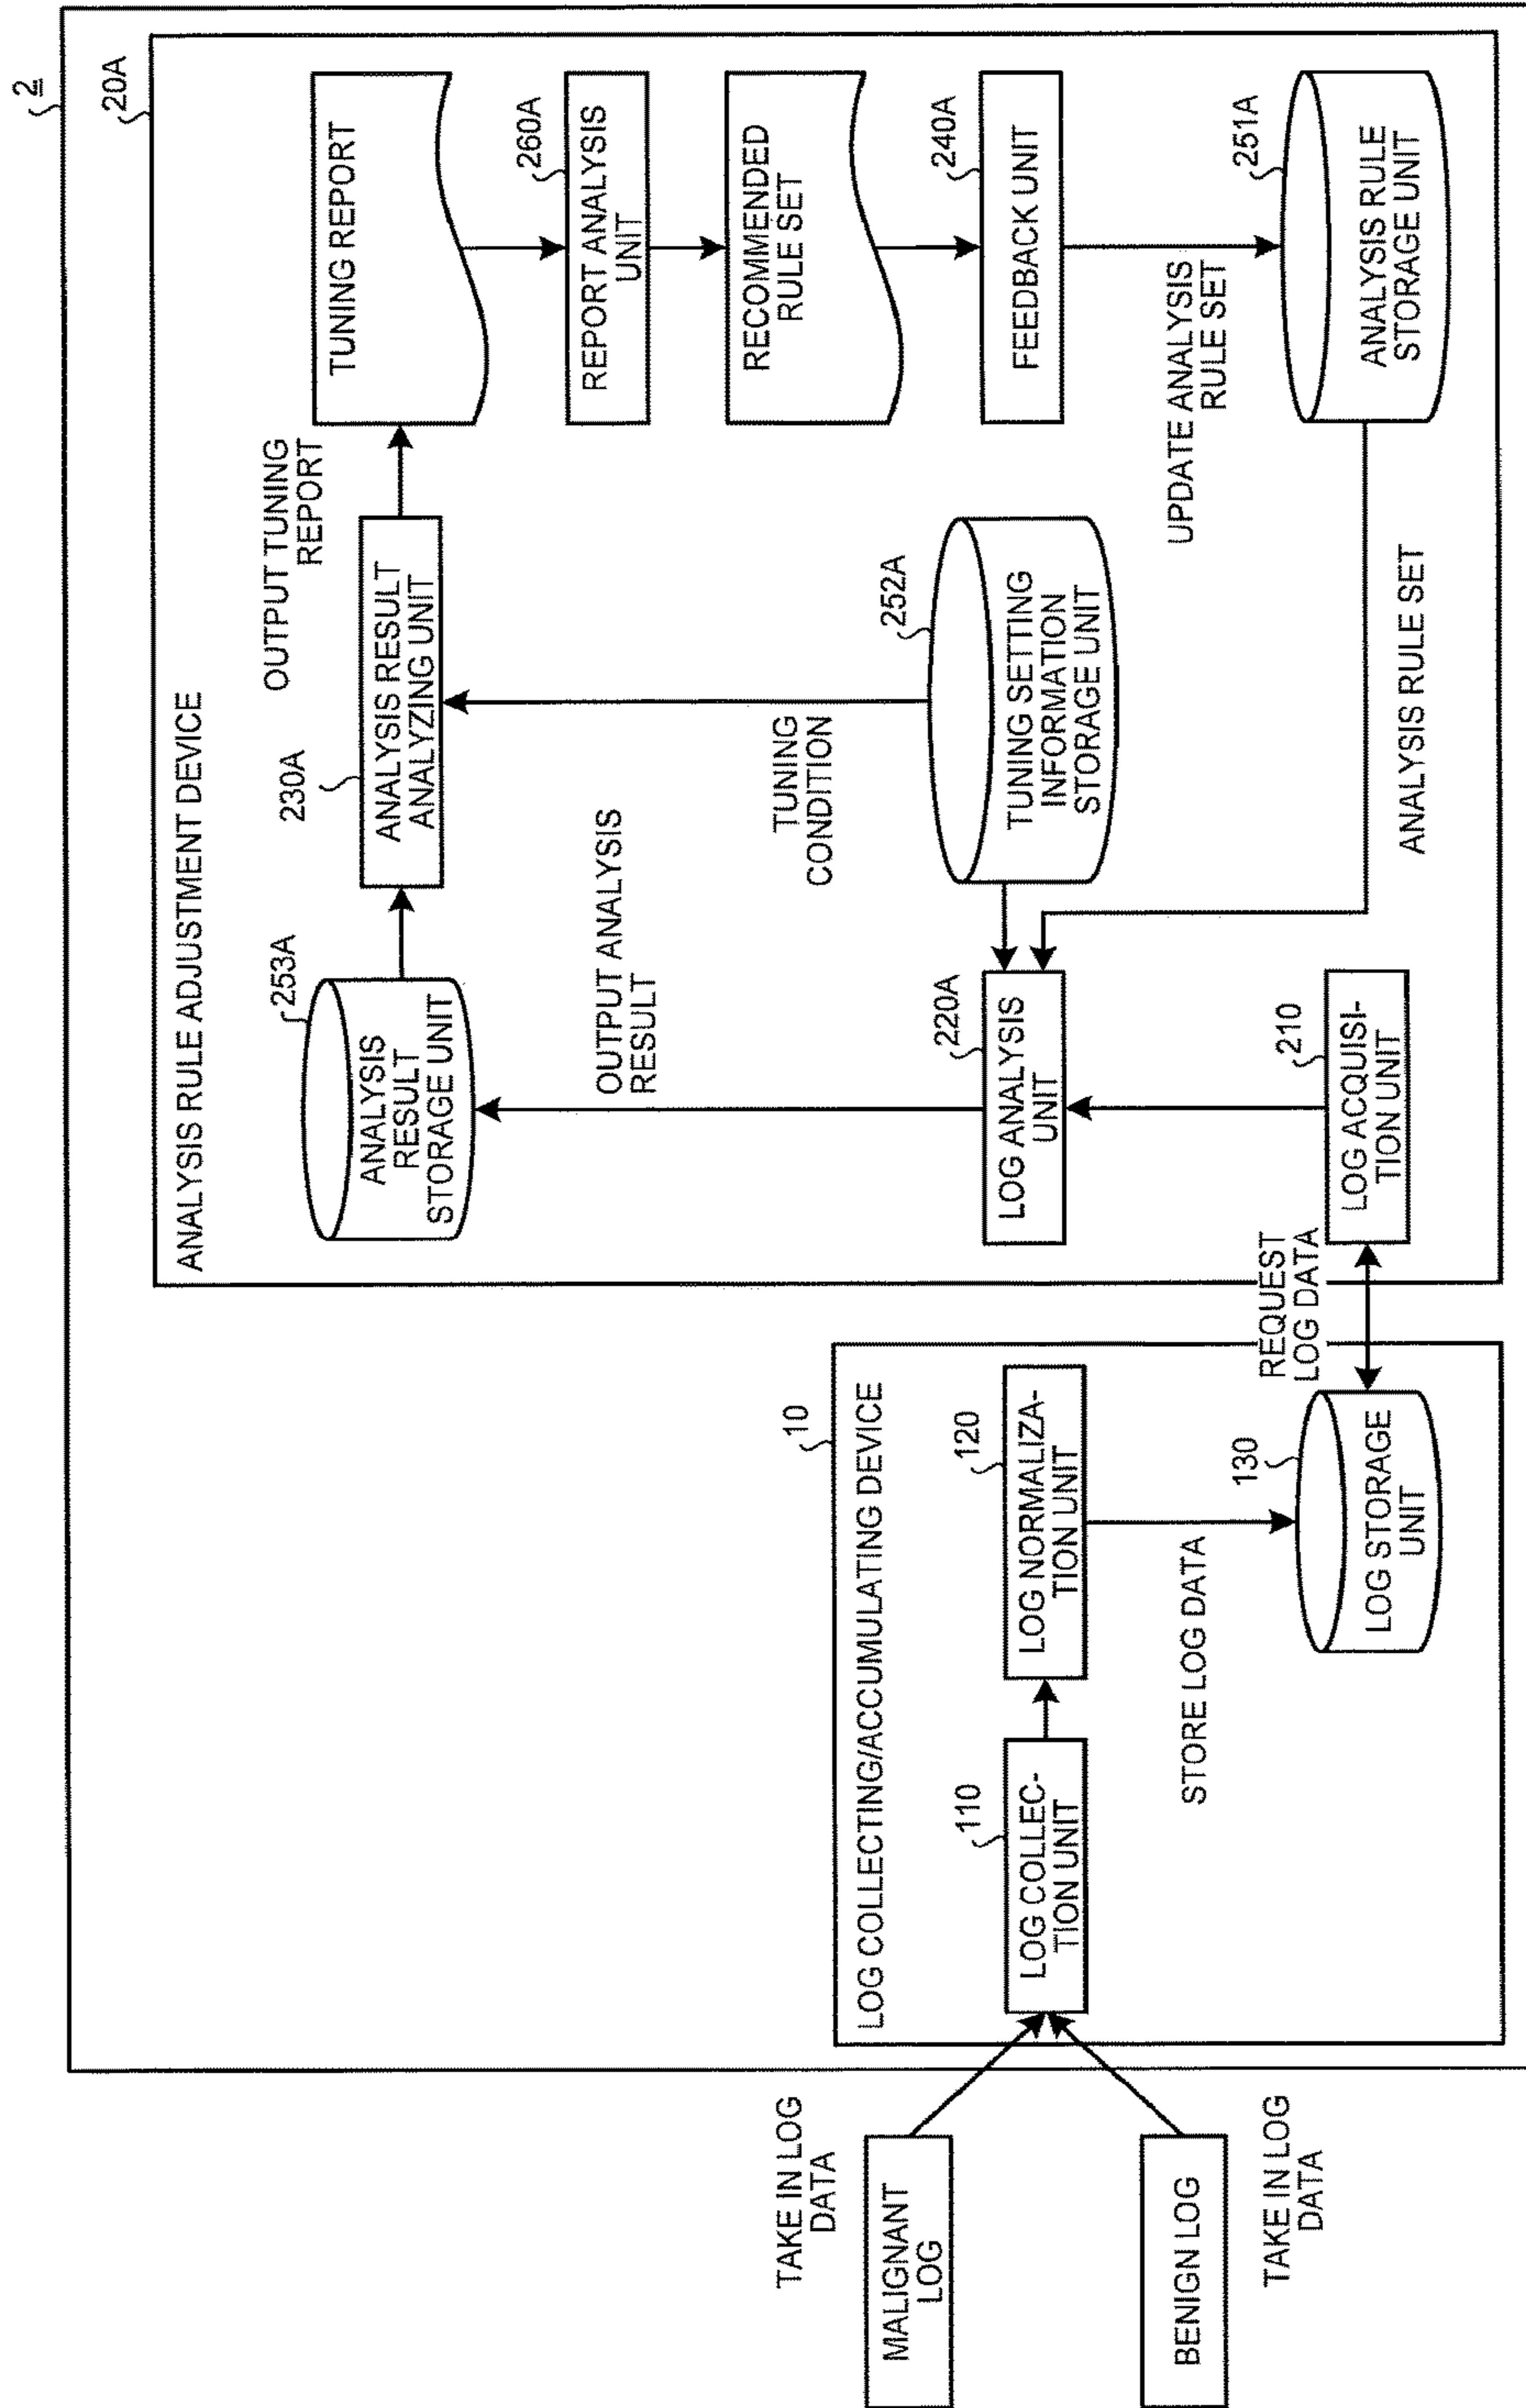 2
20A
ANALYSIS RULE ADJUSTMENT DEVICE
253A
ANALYSIS
RESULT
STORAGE UNIT
230A
ANALYSIS RESULT
ANALYZING UNIT
OUTPUT TUNING
REPORT
TUNING REPORT
260A
REPORT ANALYSIS
UNIT
RECOMMENDED
RULE SET
240A
FEEDBACK UNIT
UPDATE ANALYSIS
RULE SET
251A
ANALYSIS RULE
STORAGE UNIT
OUTPUT ANALYSIS
RESULT
TUNING
CONDITION
252A
TUNING SETTING
INFORMATION
STORAGE UNIT
ANALYSIS RULE SET
220A
LOG ANALYSIS
UNIT
210
LOG ACQUISI-
TION UNIT
REQUEST
LOG DATA
10
LOG COLLECTING/ACCUMULATING DEVICE
110
LOG COLLEC-
TION UNIT
120
LOG NORMALIZA-
TION UNIT
STORE LOG DATA
130
LOG STORAGE
UNIT
TAKE IN LOG
DATA
MALIGNANT
LOG
BENIGN LOG
TAKE IN LOG
DATA